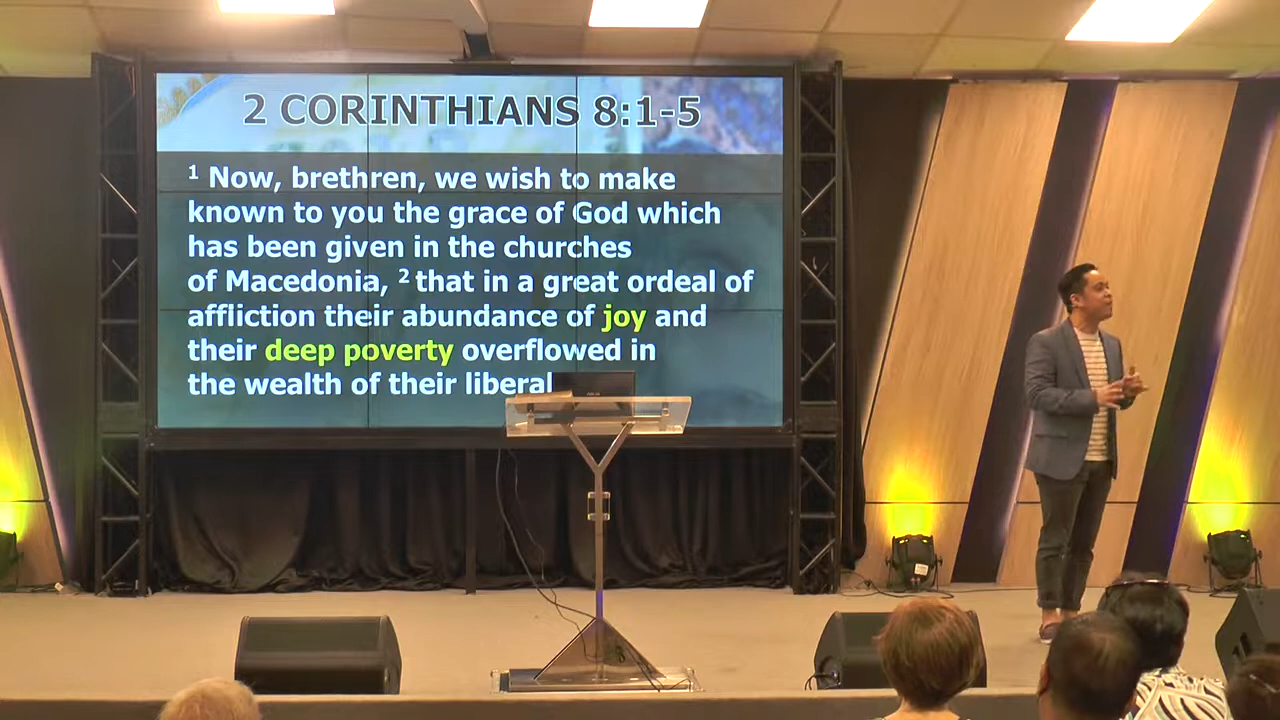 2 CORINTHIANS 8:1-5
1 Now, brethren, we wish to make
known to you the grace of God which
has been given in the churches
of Macedonia, 2 that in a great ordeal of
affliction their abundance of joy and
their deep poverty overflowed in
the wealth of their liberal